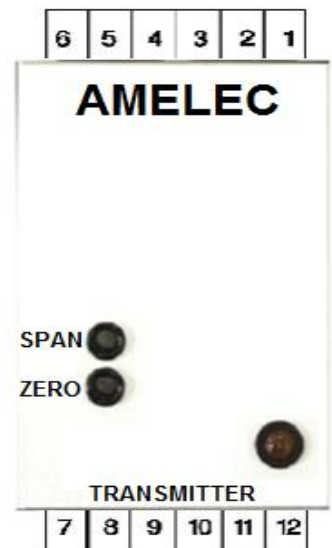 6 5 4 3 2 1
AMELEC
SPAN
ZERO
TRANSMITTER
7 8 9 10 11 12